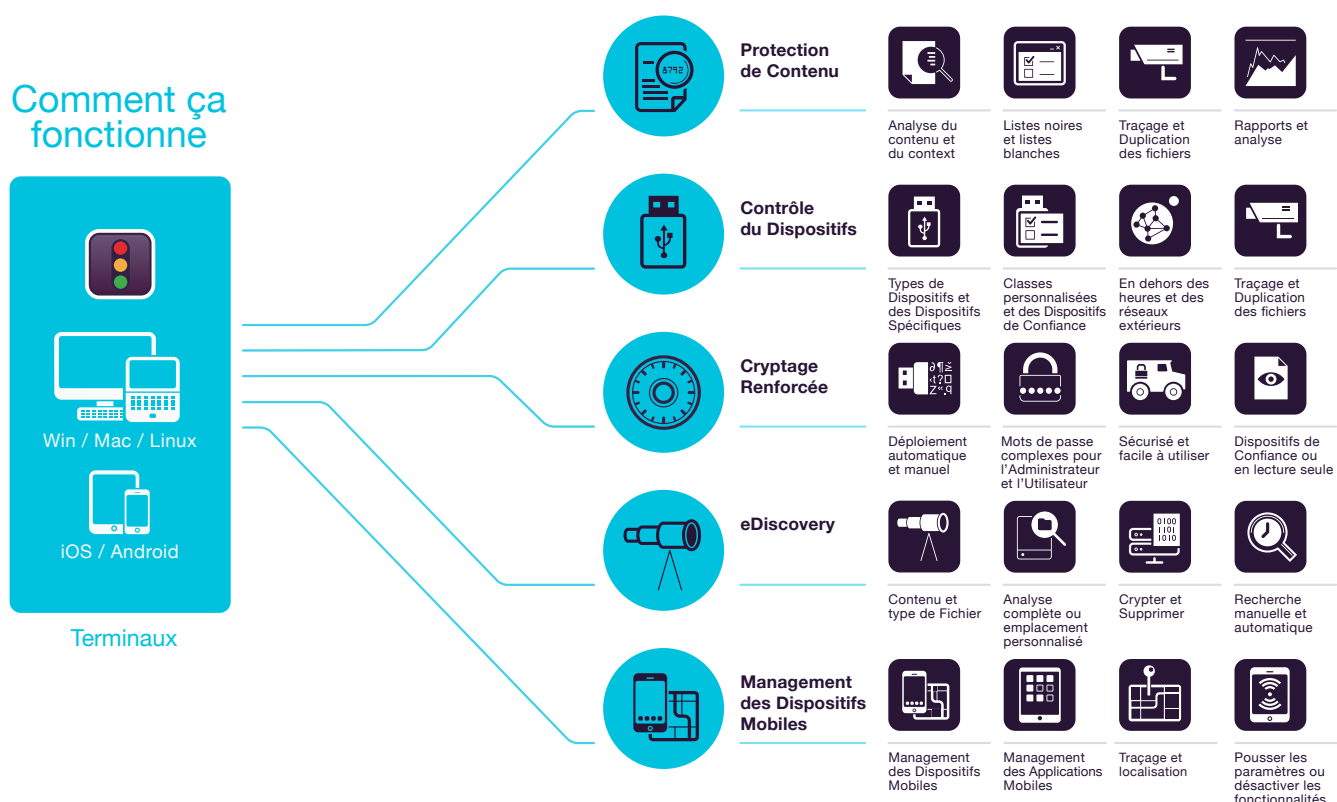 Comment ça
fonctionne
Win / Mac / Linux
iOS / Android
Terminaux
8792
Protection
de Contenu
Analyse du
contenu et
du context
Listes noires
et listes
blanches
Traçage et
Duplication
des fichiers
Rapports et
analyse
Contrôle
du Dispositifs
Types de
Dispositifs et
des Dispositifs
Spécifiques
Classes
personnalisées
et des Dispositifs
de Confiance
En dehors des
heures et des
réseaux
extérieurs
Traçage et
Duplication
des fichiers
Cryptage
Renforcée
Déploiement
automatique
et manuel
Mots de passe
complexes pour
l'Administrateur
et l'Utilisateur
Sécurisé et
facile à utiliser
Dispositifs de
Confiance ou
en lecture seule
eDiscovery
0100
1101
1010
Contenu et
type de Fichier
Analyse
complète ou
emplacement
personnalisé
Crypter et
Supprimer
Recherche
manuelle et
automatique
Management
des Dispositifs
Mobiles
Management
des Dispositifs
Mobiles
Management
des Applications
Mobiles
Traçage et
localisation
Pousser les
paramètres ou
désactiver les
fonctionnalités